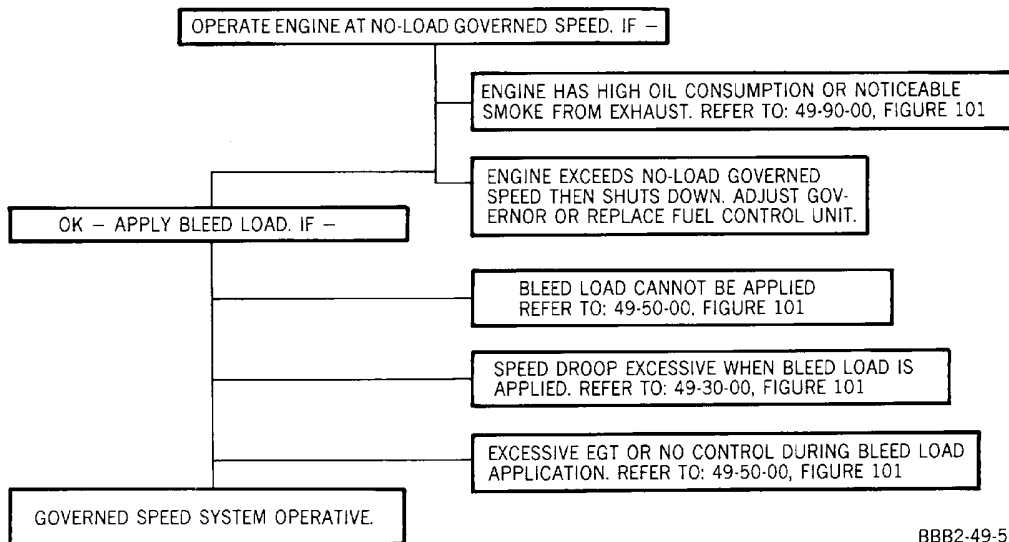 OPERATE ENGINE AT NO-LOAD GOVERNED SPEED. IF —
ENGINE HAS HIGH OIL CONSUMPTION OR NOTICEABLE
SMOKE FROM EXHAUST. REFER TO: 49-90-00, FIGURE 101
ENGINE EXCEEDS NO-LOAD GOVERNED
SPEED THEN SHUTS DOWN. ADJUST GOV-
ERNOR OR REPLACE FUEL CONTROL UNIT.
OK — APPLY BLEED LOAD. IF —
BLEED LOAD CANNOT BE APPLIED
REFER TO: 49-50-00, FIGURE 101
SPEED DROOP EXCESSIVE WHEN BLEED LOAD IS
APPLIED. REFER TO: 49-30-00, FIGURE 101
EXCESSIVE EGT OR NO CONTROL DURING BLEED LOAD
APPLICATION. REFER TO: 49-50-00, FIGURE 101
GOVERNED SPEED SYSTEM OPERATIVE.
BBB2-49-5